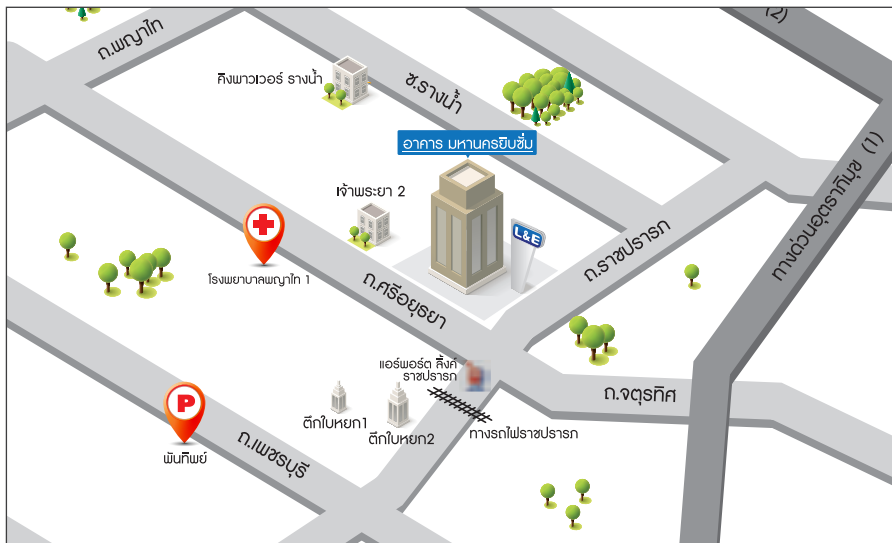 (2)
ถ.พญาไท
คิงพาวเวอร์ รางน้ำ
ซ.รางน้ำ
อาคาร มหานครยิบซั่ม
ทางด่วนอุตราภิมุข (1)
เจ้าพระยา 2
L&E
ถ.ราชปรารภ
โรงพยาบาลพญาไท 1
ถ.ศรีอยุธยา
แอร์พอร์ต ลิ้งค์
ราชปรารภ
ถ.จตุรทิศ
P
ตึกใบหยก1
ตึกใบหยก2
ทางรถไฟราชปรารภ
ถ.เพชรบุรี
พันทิพย์